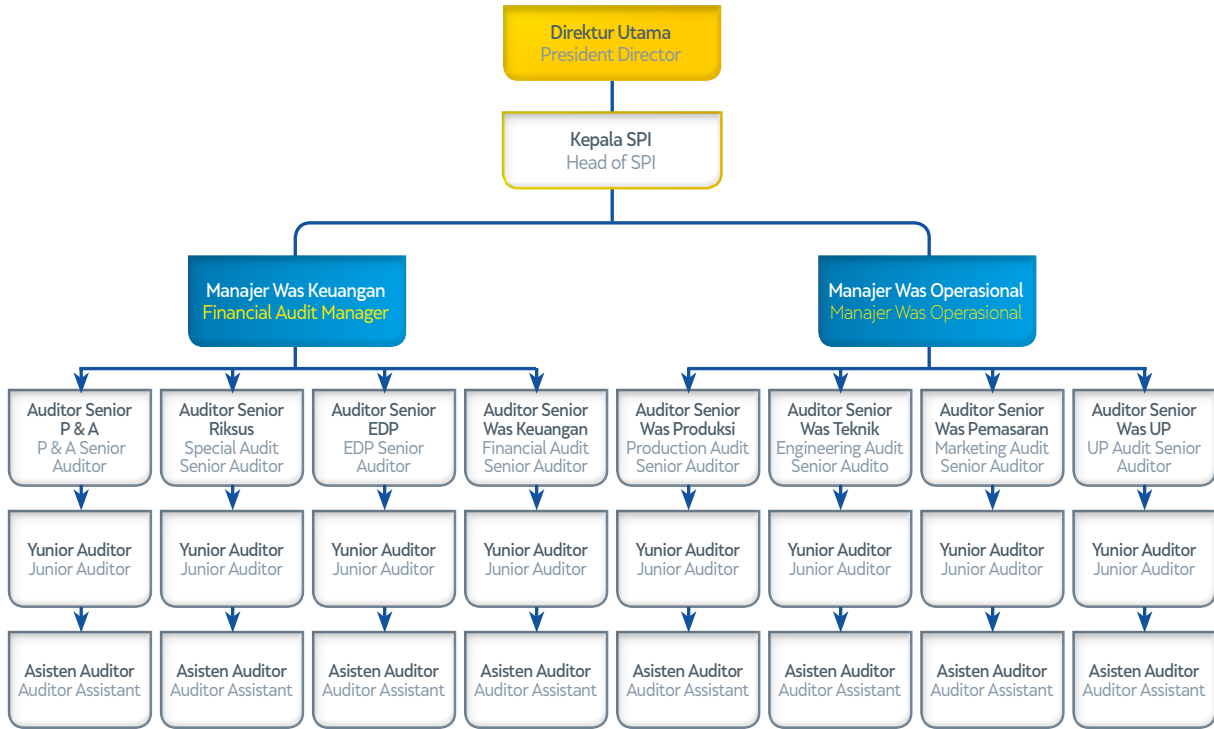 Direktur Utama
President Director
Kepala SPI
Head of SPI
Manajer Was Keuangan
Financial Audit Manager
Manajer Was Operasional
Manajer Was Operasional
Auditor Senior
P & A
P & A Senior
Auditor
Auditor Senior
Riksus
Special Audit
Senior Auditor
Auditor Senior
EDP
EDP Senior
Auditor
Auditor Senior
Was Keuangan
Financial Audit
Senior Auditor
Auditor Senior
Was Produksi
Production Audit
Senior Auditor
Auditor Senior
Was Teknik
Engineering Audit
Senior Audito
Auditor Senior
Was Pemasaran
Marketing Audit
Senior Auditor
Auditor Senior
Was UP
UP Audit Senior
Auditor
Yunior Auditor
Junior Auditor
Yunior Auditor
Junior Auditor
Yunior Auditor
Junior Auditor
Yunior Auditor
Junior Auditor
Yunior Auditor
Junior Auditor
Yunior Auditor
Junior Auditor
Yunior Auditor
Junior Auditor
Yunior Auditor
Junior Auditor
Asisten Auditor
Auditor Assistant
Asisten Auditor
Auditor Assistant
Asisten Auditor
Auditor Assistant
Asisten Auditor
Auditor Assistant
Asisten Auditor
Auditor Assistant
Asisten Auditor
Auditor Assistant
Asisten Auditor
Auditor Assistant
Asisten Auditor
Auditor Assistant